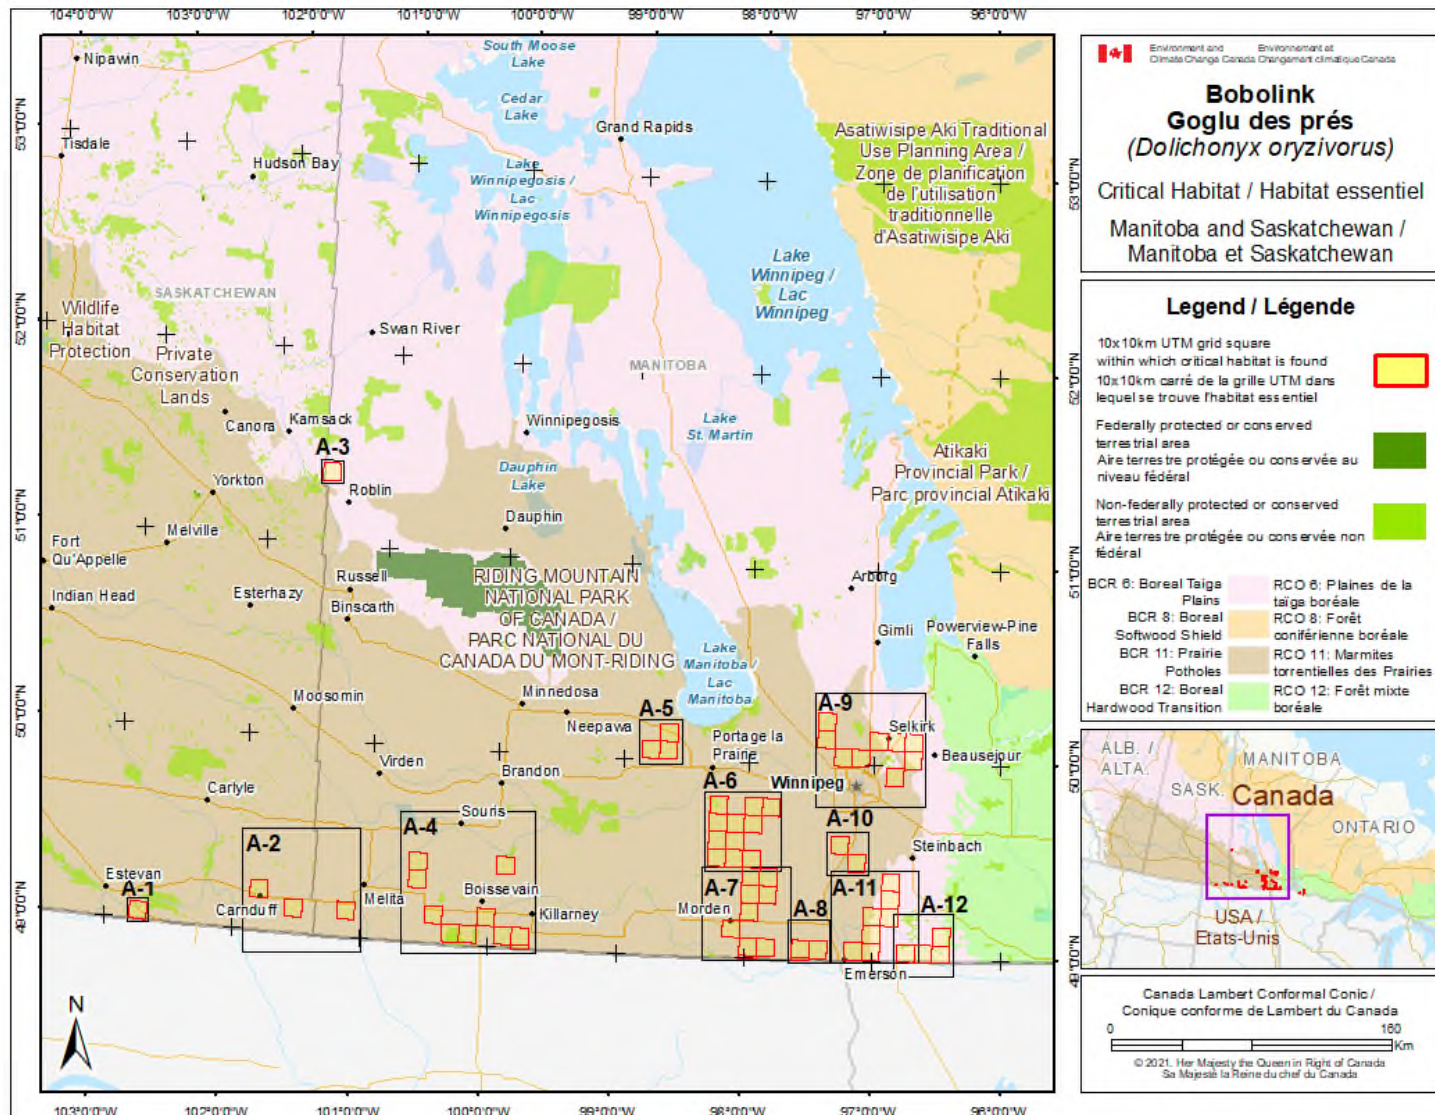 104°0'0"W
103°0'0"W
102°0'0"W
101°0'0"W
100°0'0"W
99°0'0"W
98°0'0"W
97°0'0"W
96°0'0"W
53°0'0"N
52°0'0"N
51°0'0"N
50°0'0"N
49°0'0"N
53°0'0"N
52°0'0"N
51°0'0"N
50°0'0"N
49°0'0"N
103°0'0"W
102°0'0"W
101°0'0"W
100°0'0"W
99°0'0"W
98°0'0"W
97°0'0"W
96°0'0"W
Nipawin
South Moose
Lake
Cedar
Lake
Grand Rapids
Tisdale
Hudson Bay
Lake
Winnipegosis /
Lac
Winnipegosis
Asatiwisipe Aki Traditional
Use Planning Area /
Zone de planification
de l'utilisation
traditionnelle
d'Asatiwisipe Aki
Lake
Winnipeg /
Lac
Winnipeg
SASKATCHEWAN
Wildlife
Habitat
Protection
Private
Conservation
Lands
Swan River
MANITOBA
Canora
Kamsack
A-3
Winnipegosis
Lake
St. Martin
Dauphin
Lake
Atikaki
Provincial Park /
Parc provincial Atikaki
Yorkton
Roblin
Melville
Dauphin
Fort
Qu'Appelle
Indian Head
Esterhazy
Russell
Binscarth
RIDING MOUNTAIN
NATIONAL PARK
OF CANADA /
PARC NATIONAL DU
CANADA DU MONT-RIDING
Arborg
Gimli
Powerview-Pine
Falls
Lake
Manitoba /
Lac
Manitoba
Moosomin
Minnedosa
Neepawa
A-5
Portage la
Prairie
A-9
Selkirk
Beausejour
Virden
Brandon
Winnipeg
Carlyle
Souris
A-6
A-10
Steinbach
A-2
A-4
Estevan
A-1
Carnduff
Melita
Boissevain
Killarney
A-7
Morden
A-8
A-11
A-12
Emerson
N
Environment and
Climate Change Canada
Environnement et
Changement climatique Canada
Bobolink
Goglu des prés
(Dolichonyx oryzivorus)
Critical Habitat / Habitat essentiel
Manitoba and Saskatchewan /
Manitoba et Saskatchewan
Legend / Légende
10x10km UTM grid square
within which critical habitat is found
10x10km carré de la grille UTM dans
lequel se trouve l'habitat essentiel
Federally protected or conserved
terrestrial area
Aire terrestre protégée ou conservée au
niveau fédéral
Non-federally protected or conserved
terrestrial area
Aire terrestre protégée ou conservée non
fédéral
BCR 6: Boreal Taiga
Plains
RCO 6: Plaines de la
taïga boréale
BCR 8: Boreal
Softwood Shield
RCO 8: Forêt
coniférienne boréale
BCR 11: Prairie
Potholes
RCO 11: Marmites
torrentielles des Prairies
BCR 12: Boreal
Hardwood Transition
RCO 12: Forêt mixte
boréale
ALB. /
ALTA.
SASK.
MANITOBA
Canada
ONTARIO
USA /
Etats-Unis
Canada Lambert Conformal Conic /
Conique conforme de Lambert du Canada
0
160
Km
© 2021. Her Majesty the Queen in Right of Canada
Sa Majesté la Reine du chef du Canada